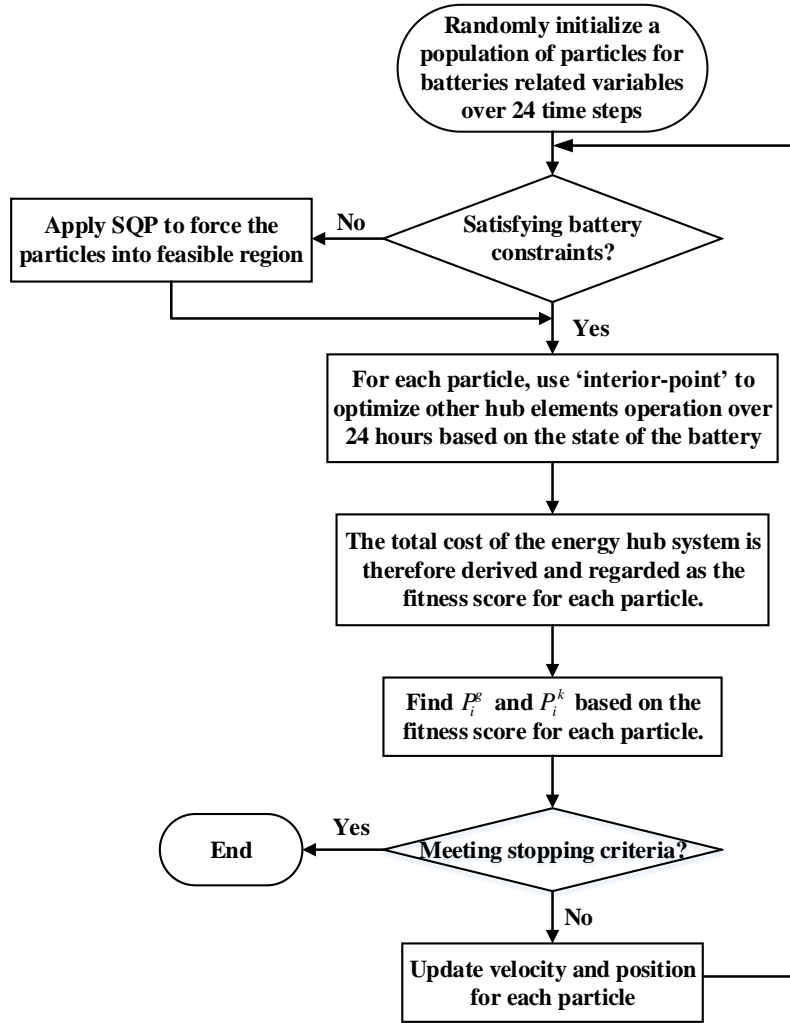 Randomly initialize a
population of particles for
batteries related variables
over 24 time steps
Satisfying battery
constraints?
No
Apply SQP to force the
particles into feasible region
Yes
For each particle, use ‘interior-point’ to
optimize other hub elements operation over
24 hours based on the state of the battery
The total cost of the energy hub system is
therefore derived and regarded as the
fitness score for each particle.
Find P_i^g and P_i^k based on the
fitness score for each particle.
Meeting stopping criteria?
Yes
End
No
Update velocity and position
for each particle